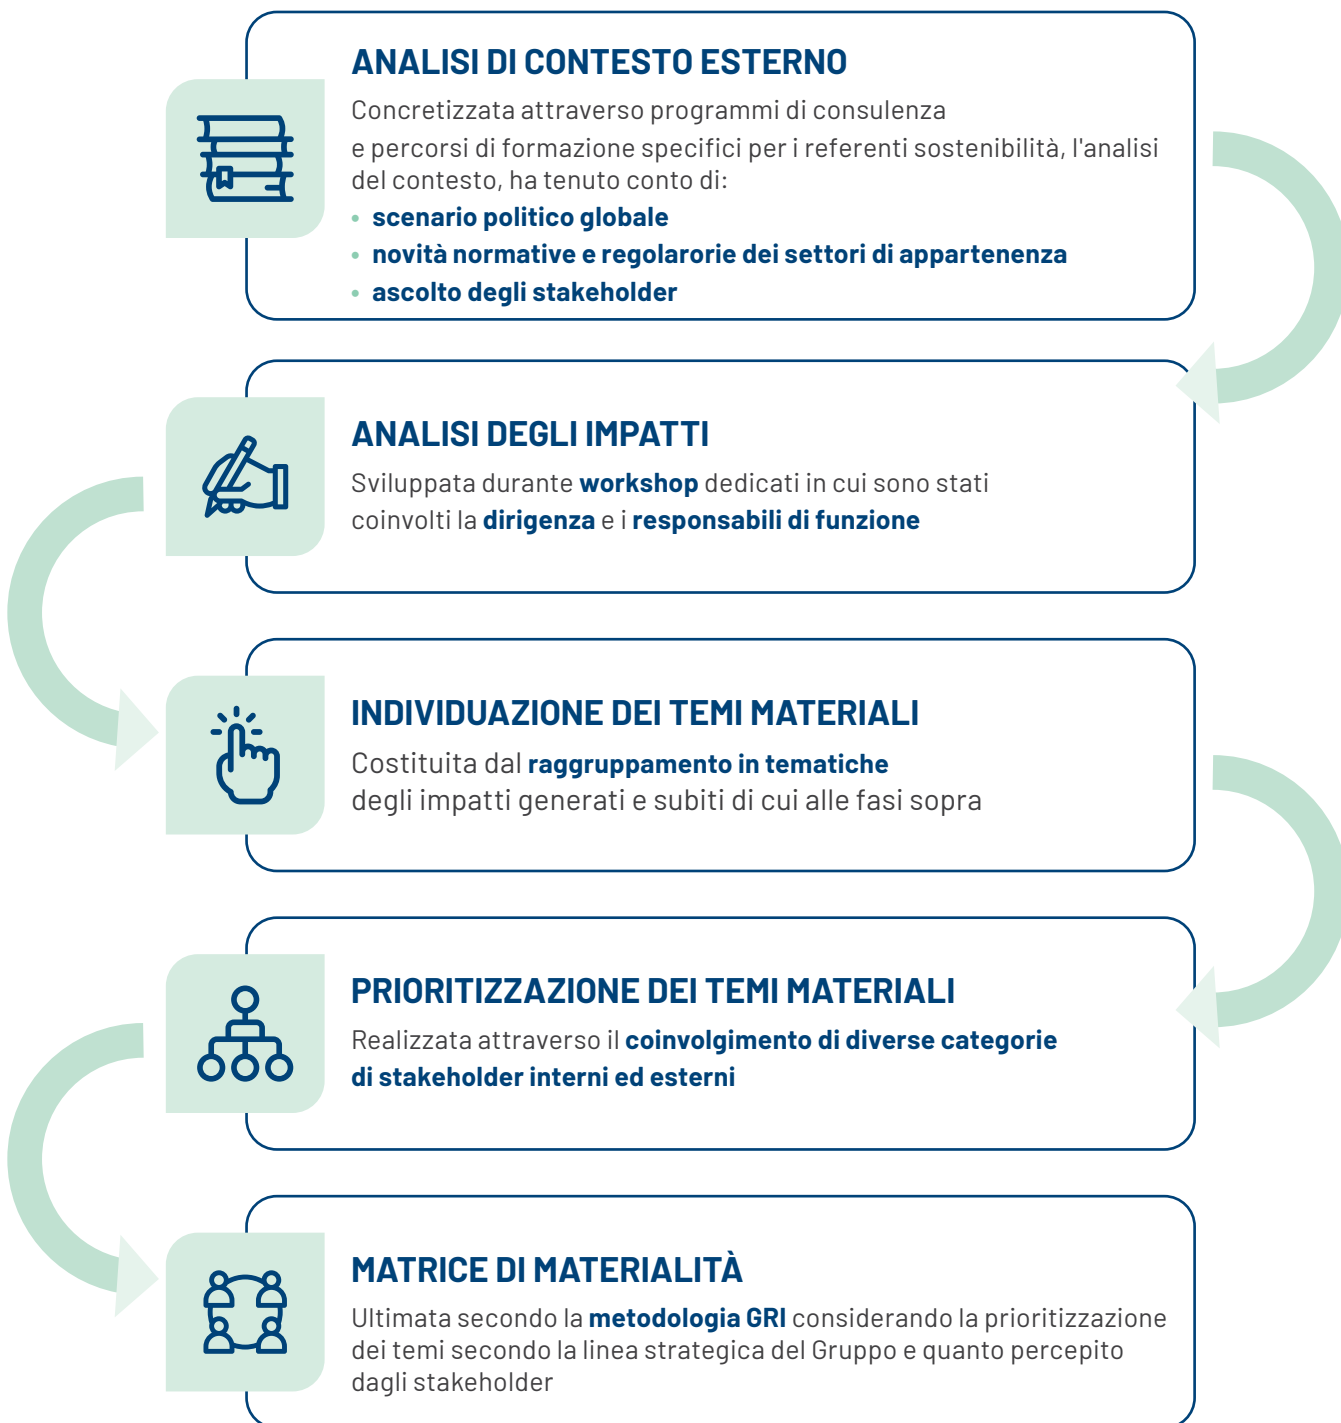 ANALISI DI CONTESTO ESTERNO
Concretizzata attraverso programmi di consulenza
e percorsi di formazione specifici per i referenti sostenibilità, l'analisi
del contesto, ha tenuto conto di:
• scenario politico globale
• novità normative e regolarorie dei settori di appartenenza
• ascolto degli stakeholder
ANALISI DEGLI IMPATTI
Sviluppata durante workshop dedicati in cui sono stati
coinvolti la dirigenza e i responsabili di funzione
INDIVIDUAZIONE DEI TEMI MATERIALI
Costituita dal raggruppamento in tematiche
degli impatti generati e subiti di cui alle fasi sopra
PRIORITIZZAZIONE DEI TEMI MATERIALI
Realizzata attraverso il coinvolgimento di diverse categorie
di stakeholder interni ed esterni
MATRICE DI MATERIALITÀ
Ultimata secondo la metodologia GRI considerando la prioritizzazione
dei temi secondo la linea strategica del Gruppo e quanto percepito
dagli stakeholder